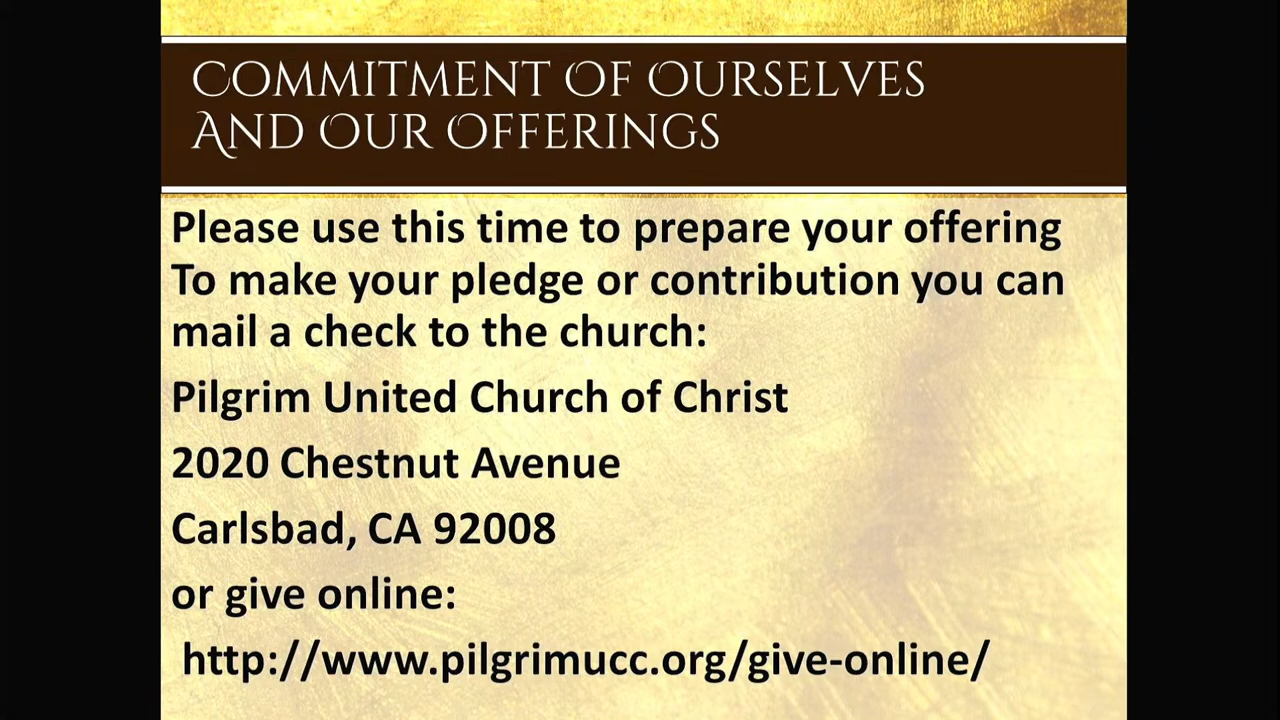 Commitment Of Ourselves
And Our Offerings
Please use this time to prepare your offering
To make your pledge or contribution you can
mail a check to the church:
Pilgrim United Church of Christ
2020 Chestnut Avenue
Carlsbad, CA 92008
or give online:
http://www.pilgrimucc.org/give-online/